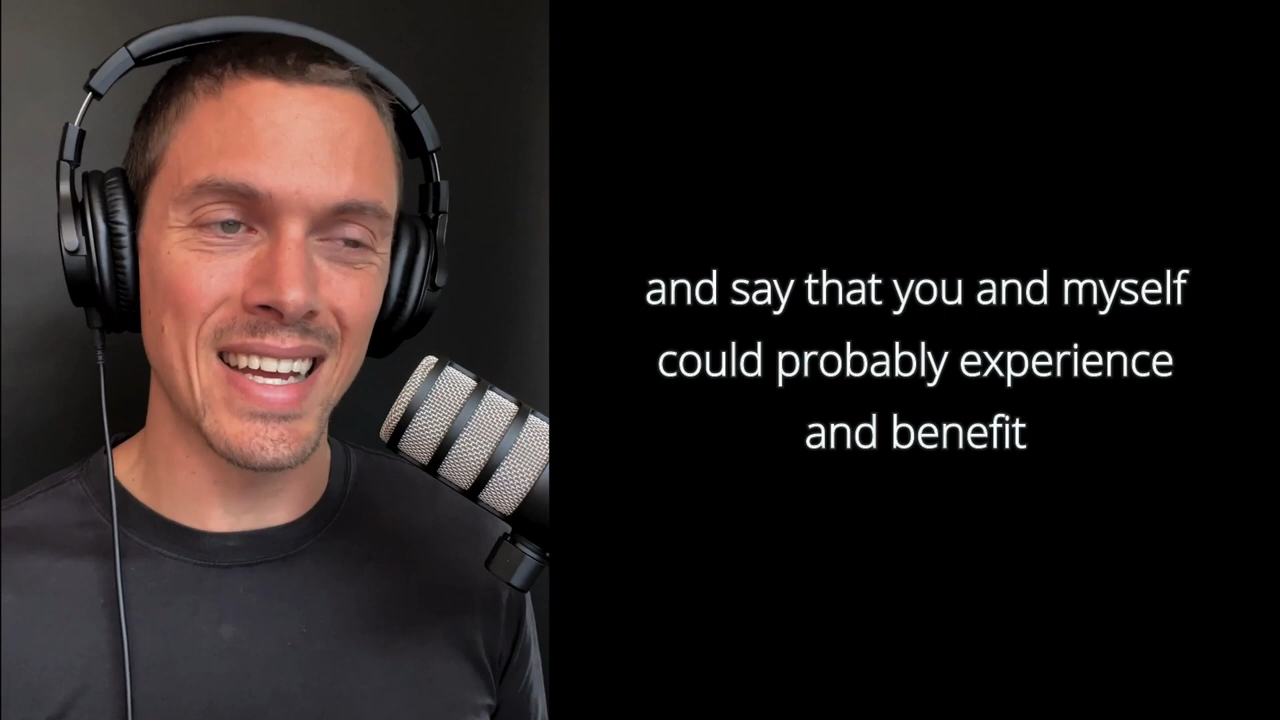 and say that you and myself
could probably experience
and benefit